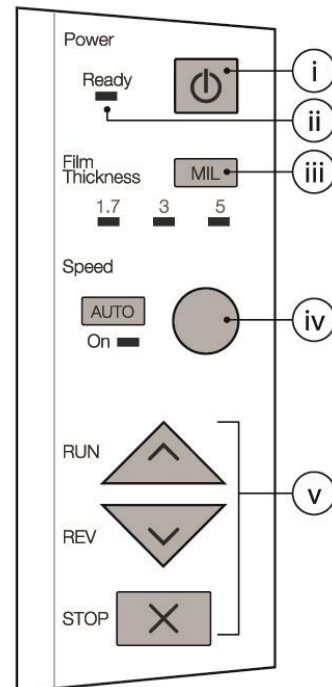 Power
i
Ready
ii
Film
Thickness
MIL
iii
1.7 3 5
Speed
AUTO
iv
On
RUN
v
REV
STOP